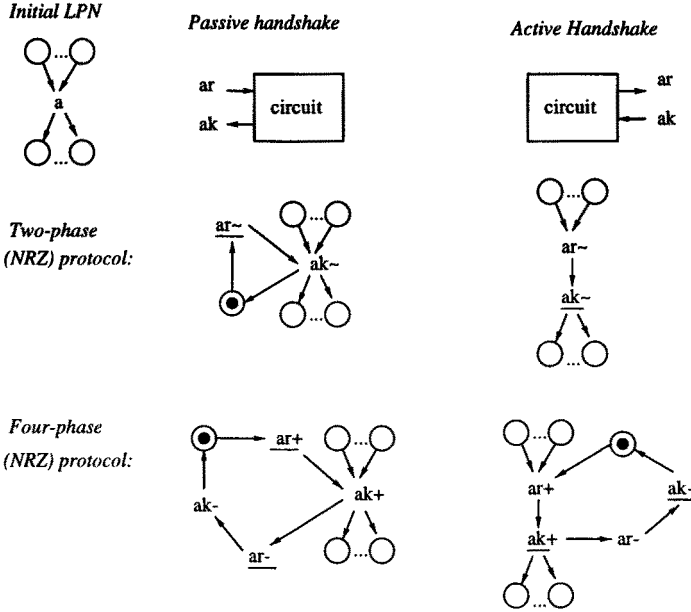 Initial LPN
Passive handshake
Active Handshake
...
a
...
ar
ak
circuit
circuit
ar
ak
Two-phase
(NRZ) protocol:
ar~
...
ak~
...
...
ar~
ak~
...
Four-phase
(NRZ) protocol:
ar+
...
ak+
ak-
ar-
...
...
ar+
ak-
ak+
ar-
...